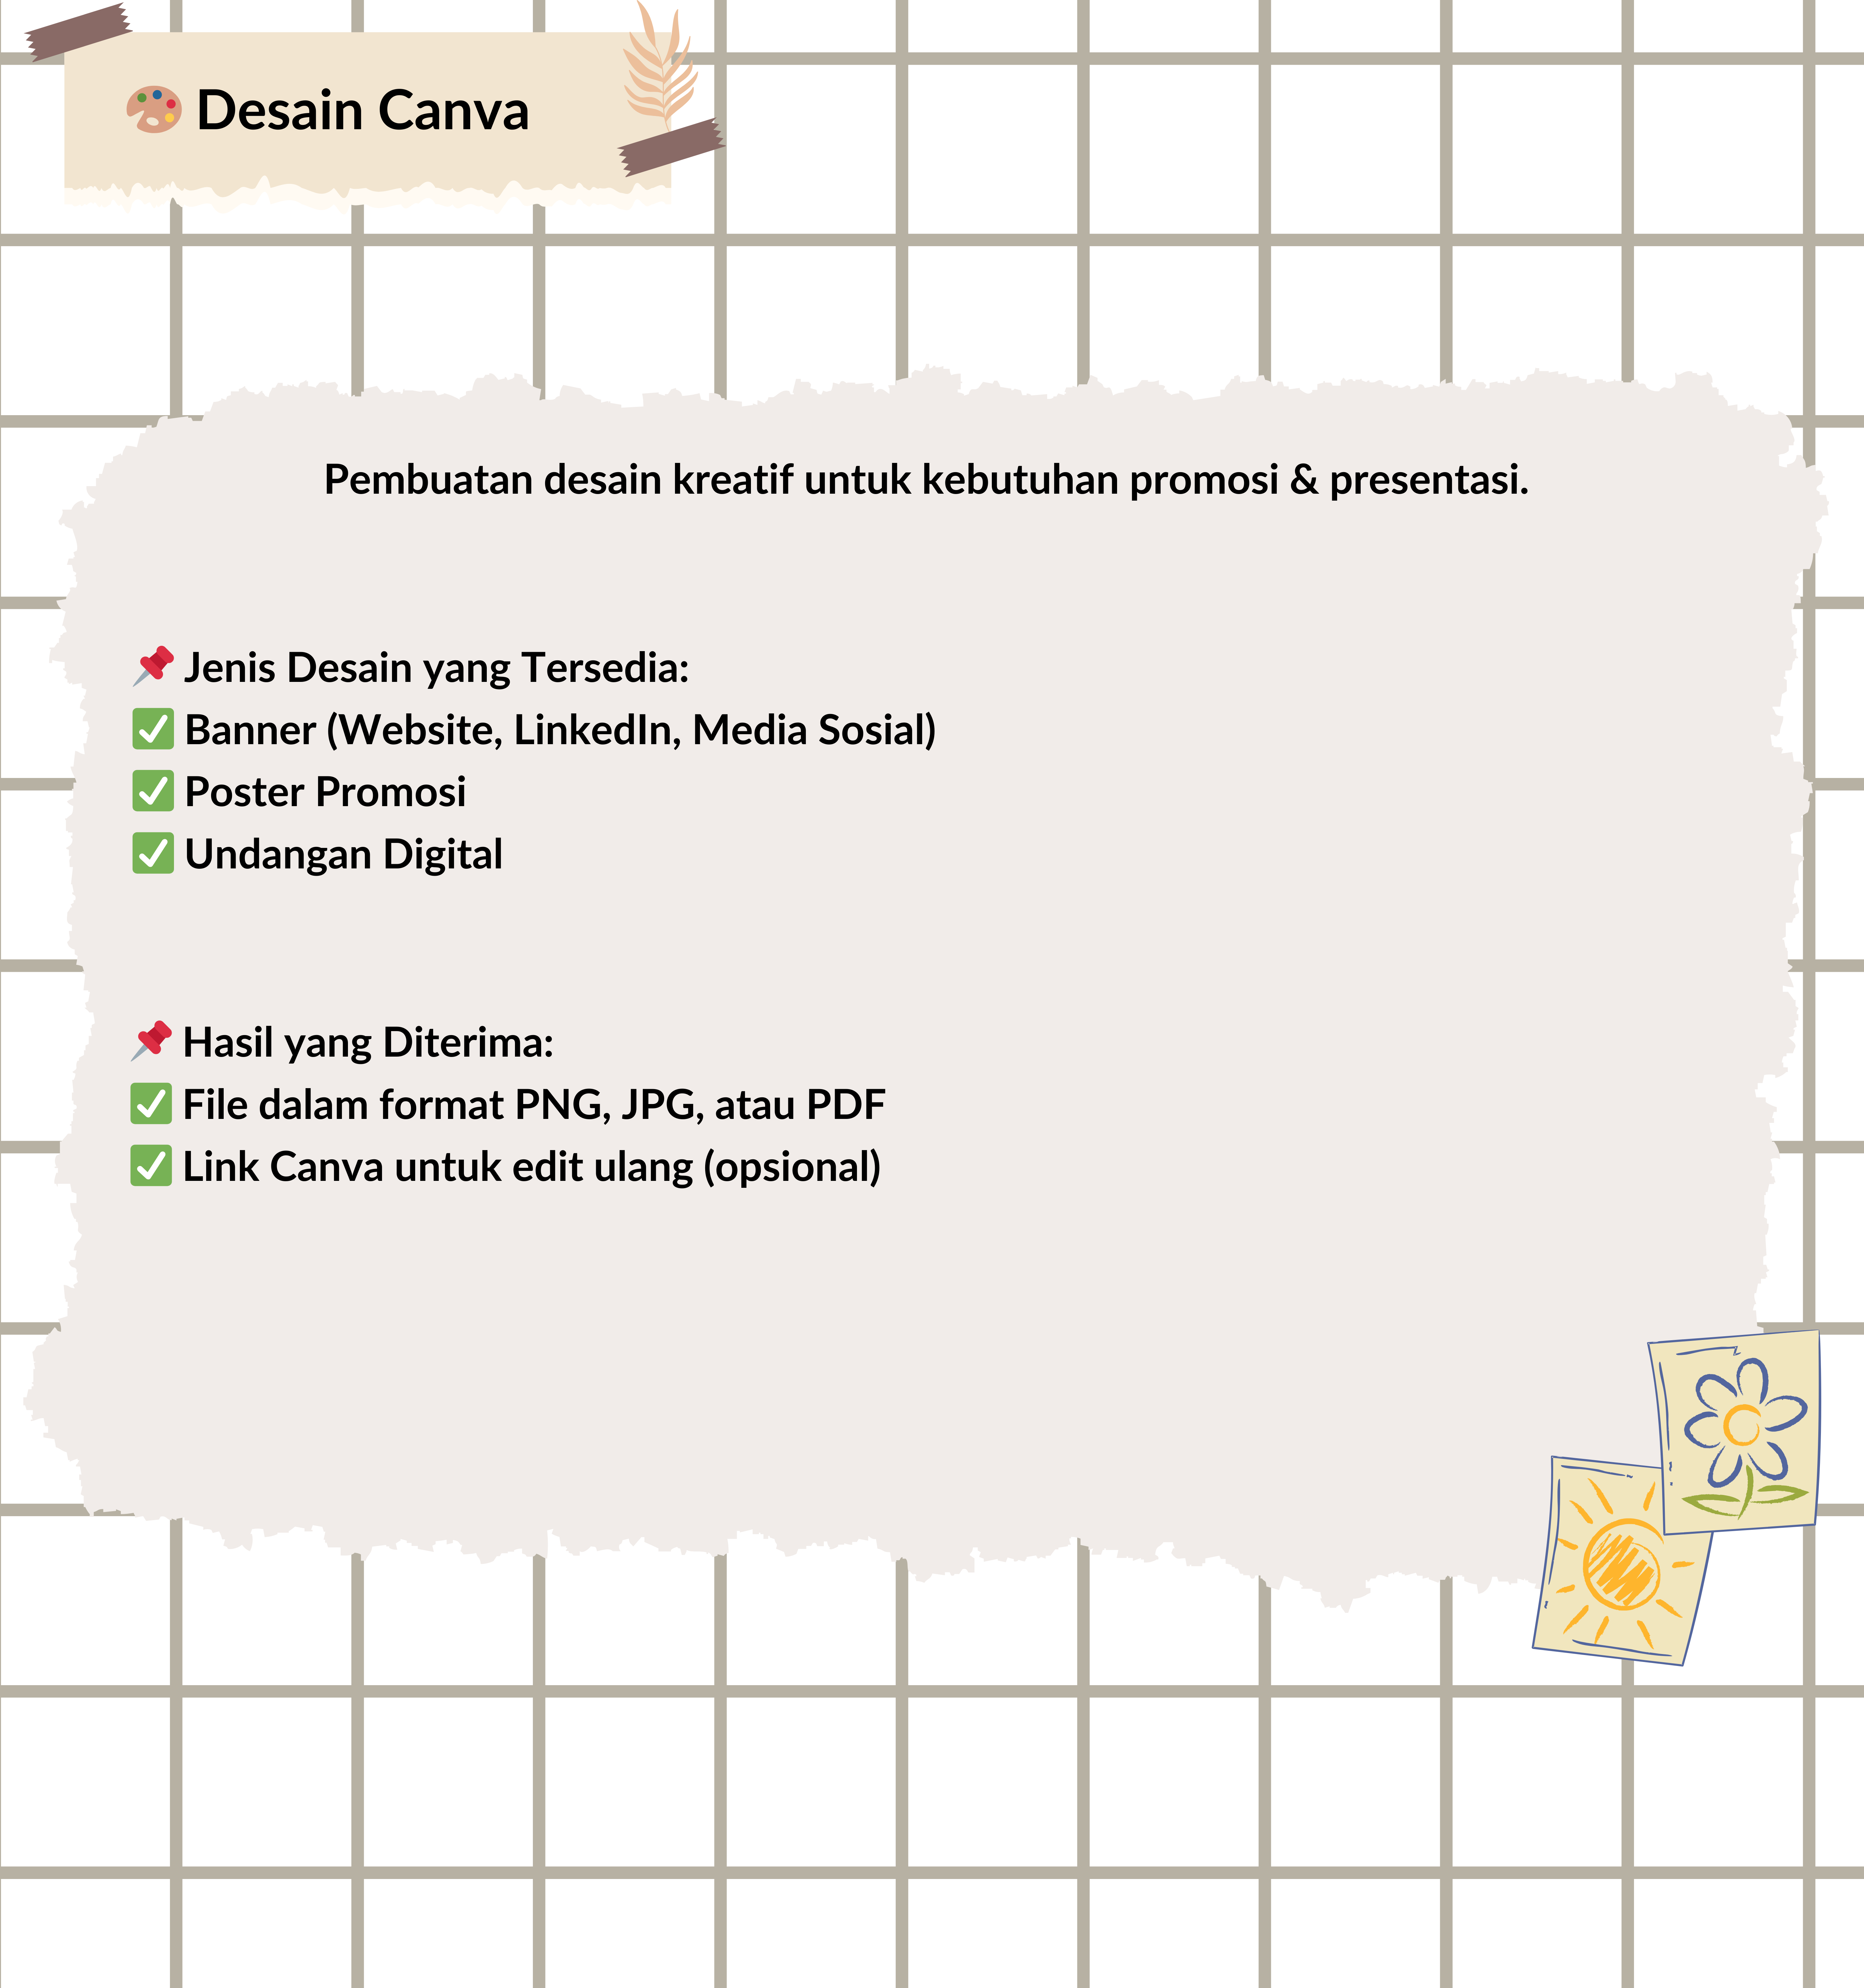 🎨 Desain Canva
Pembuatan desain kreatif untuk kebutuhan promosi & presentasi.
📌 Jenis Desain yang Tersedia:
✅ Banner (Website, LinkedIn, Media Sosial)
✅ Poster Promosi
✅ Undangan Digital
📌 Hasil yang Diterima:
✅ File dalam format PNG, JPG, atau PDF
✅ Link Canva untuk edit ulang (opsional)